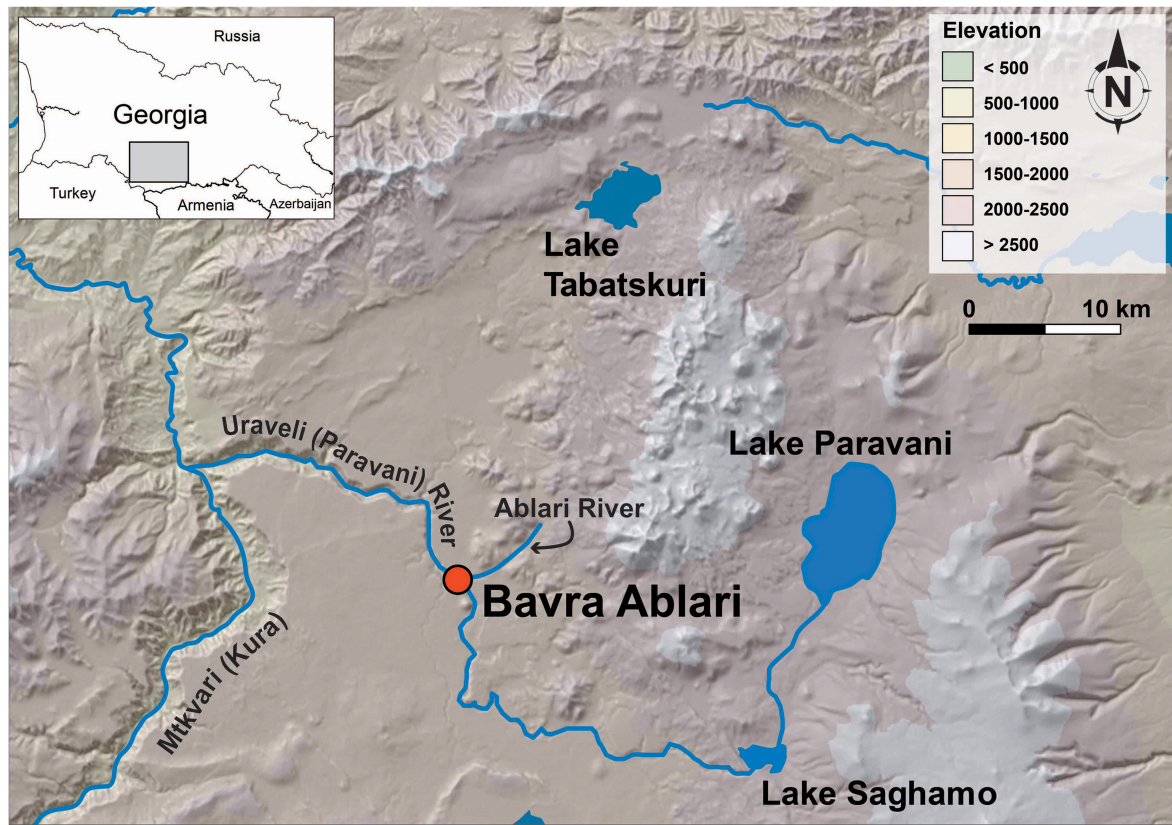 Russia
Georgia
Turkey
Armenia
Azerbaijan
Elevation
< 500
500-1000
1000-1500
1500-2000
2000-2500
> 2500
N
0 10 km
Lake
Tabatskuri
Uraveli (Paravani) River
Lake Paravani
Ablari River
Bavra Ablari
Mtkvari (Kura)
Lake Saghamo